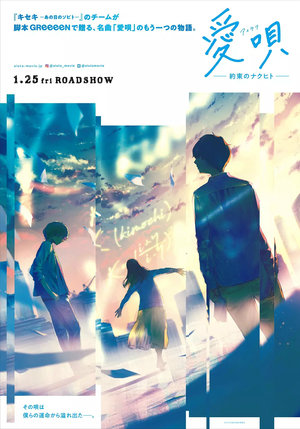 『キセキ ーあの日のソビトー』のチームが
脚本GReeeeNで贈る、名曲『愛唄』のもう一つの物語。
1.25 fri ROADSHOW
アイウタ
愛唄
約束のナクヒト
(kimochi)
その唄は
僕らの運命から溢れ出た――。